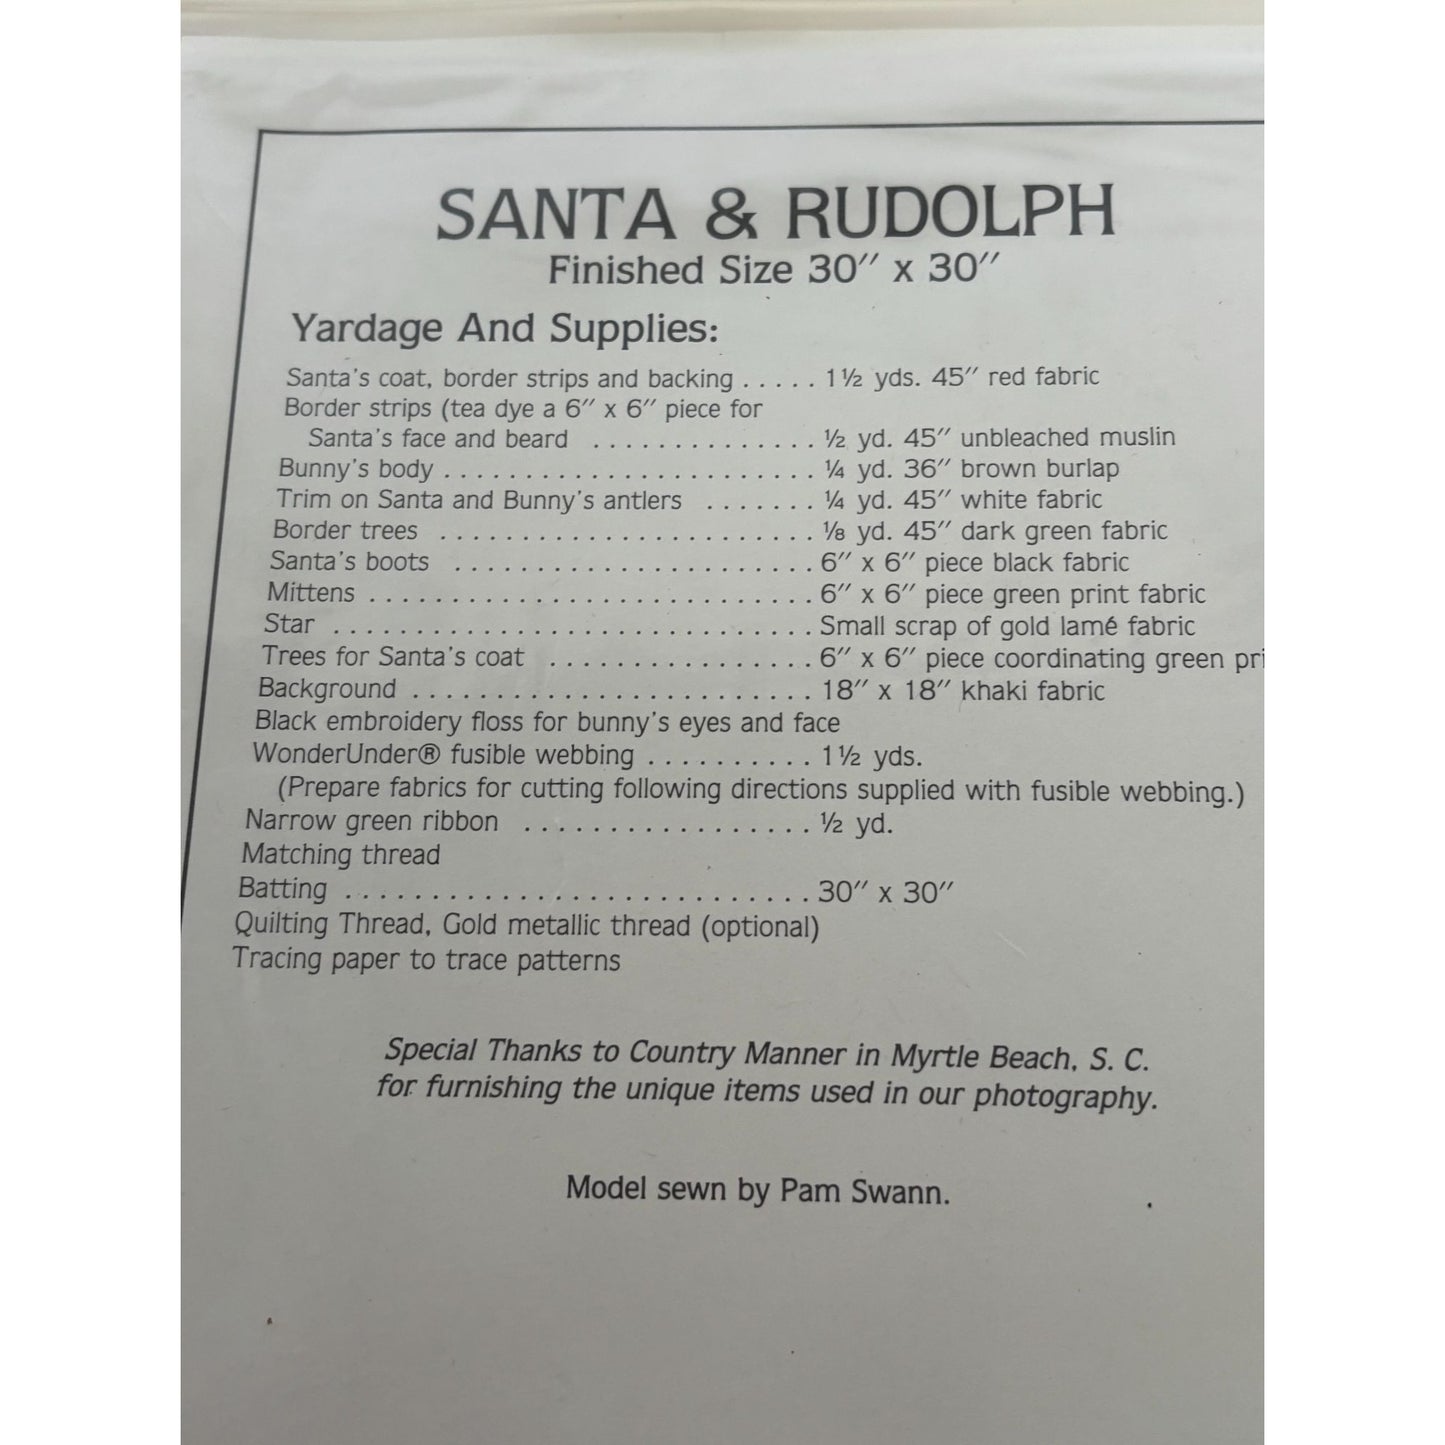 SANTA & RUDOLPH
Finished Size 30″ x 30″
Yardage And Supplies:
Santa's coat, border strips and backing . . . . . 1½ yds. 45″ red fabric
Border strips (tea dye a 6″ x 6″ piece for
Santa's face and beard . . . . . . . . . . . . . . ½ yd. 45″ unbleached muslin
Bunny's body . . . . . . . . . . . . . . . . . . . . . . . ¼ yd. 36″ brown burlap
Trim on Santa and Bunny's antlers . . . . . . . ¼ yd. 45″ white fabric
Border trees . . . . . . . . . . . . . . . . . . . . . . . ⅛ yd. 45″ dark green fabric
Santa's boots . . . . . . . . . . . . . . . . . . . . . . 6″ x 6″ piece black fabric
Mittens . . . . . . . . . . . . . . . . . . . . . . . . . . . 6″ x 6″ piece green print fabric
Star . . . . . . . . . . . . . . . . . . . . . . . . . . . . . Small scrap of gold lamé fabric
Trees for Santa's coat . . . . . . . . . . . . . . . . 6″ x 6″ piece coordinating green pri
Background . . . . . . . . . . . . . . . . . . . . . . . . 18″ x 18″ khaki fabric
Black embroidery floss for bunny's eyes and face
WonderUnder® fusible webbing . . . . . . . . . . 1½ yds.
(Prepare fabrics for cutting following directions supplied with fusible webbing.)
Narrow green ribbon . . . . . . . . . . . . . . . . . ½ yd.
Matching thread
Batting . . . . . . . . . . . . . . . . . . . . . . . . . . . . 30″ x 30″
Quilting Thread, Gold metallic thread (optional)
Tracing paper to trace patterns
Special Thanks to Country Manner in Myrtle Beach, S. C.
for furnishing the unique items used in our photography.
Model sewn by Pam Swann.